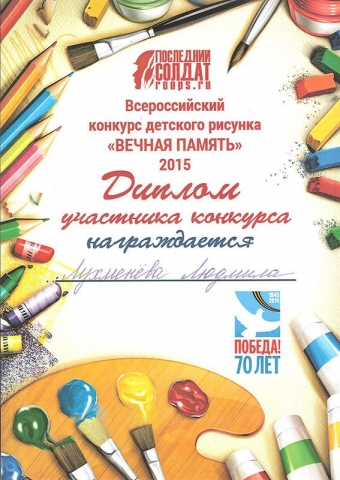 ПОСЛЕДНИЙ
СОЛДАТ
roops.ru
Всероссийский
конкурс детского рисунка
«ВЕЧНАЯ ПАМЯТЬ»
2015
Диплом
участника конкурса
награждается
Лухменёва Людмила
1945
2015
ПОБЕДА!
70 ЛЕТ